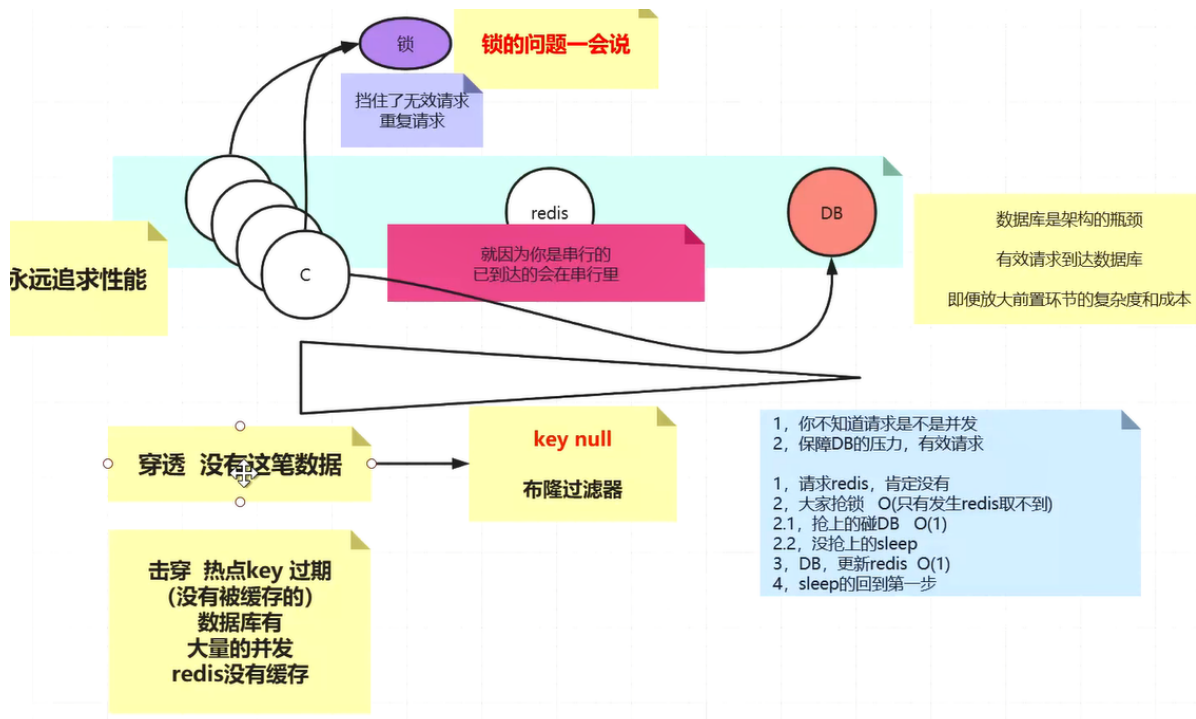 锁
锁的问题一会说
挡住了无效请求
重复请求
redis
DB
C
就因为你是串行的
已到达的会在串行里
永远追求性能
数据库是架构的瓶颈
有效请求到达数据库
即便放大前置环节的复杂度和成本
穿透 没有这笔数据
key null
布隆过滤器
击穿 热点key 过期
(没有被缓存的)
数据库有
大量的并发
redis没有缓存
1，你不知道请求是不是并发
2，保障DB的压力，有效请求
1，请求redis，肯定没有
2，大家抢锁 O(只有发生redis取不到)
2.1，抢上的碰DB O(1)
2.2，没抢上的sleep
3，DB，更新redis O(1)
4，sleep的回到第一步